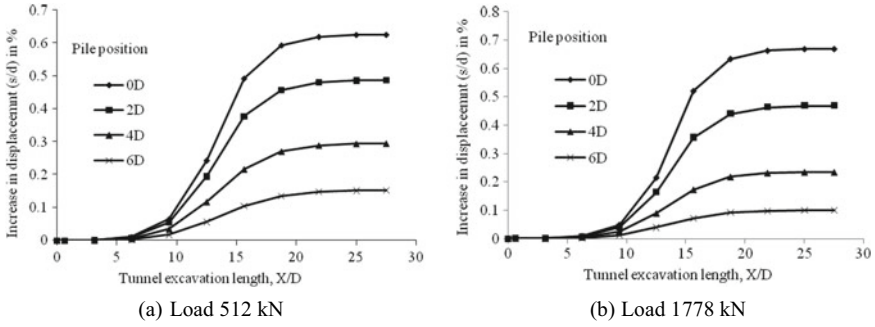 0.7
0.6
0.5
0.4
0.3
0.2
0.1
0
Increase in displaceemnt (s/d) in %
Pile position
0D
2D
4D
6D
0 5 10 15 20 25 30
Tunnel excavation length, X/D
(a) Load 512 kN
0.8
0.7
0.6
0.5
0.4
0.3
0.2
0.1
0
Increase in displaceemnt (s/d) in %
Pile position
0D
2D
4D
6D
0 5 10 15 20 25 30
Tunnel excavation length, X/D
(b) Load 1778 kN